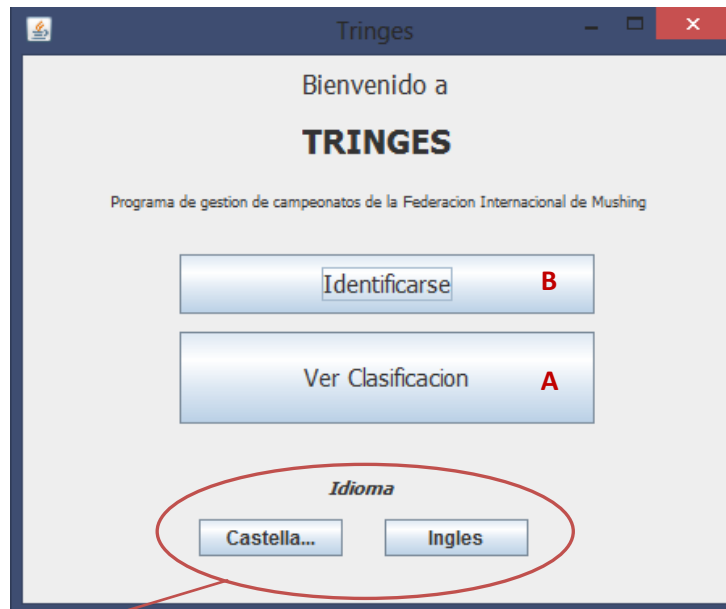 Tringes
Bienvenido a
TRINGES
Programa de gestion de campeonatos de la Federacion Internacional de Mushing
Identificarse B
Ver Clasificacion A
Idioma
Castella... Ingles